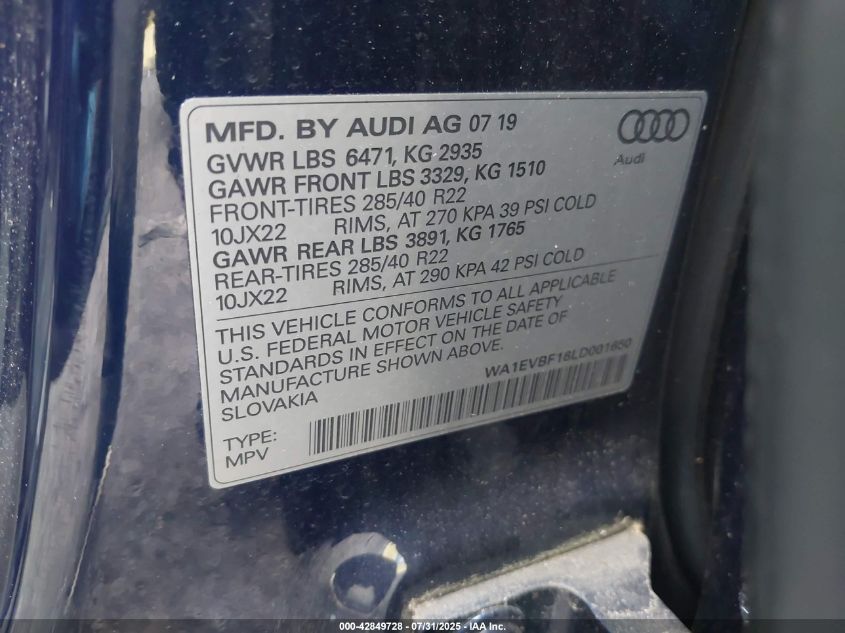 MFD. BY AUDI AG 07 19
Audi
GVWR LBS 6471, KG 2935
GAWR FRONT LBS 3329, KG 1510
FRONT-TIRES 285/40 R22
10JX22 RIMS, AT 270 KPA 39 PSI COLD
GAWR REAR LBS 3891, KG 1765
REAR-TIRES 285/40 R22
10JX22 RIMS, AT 290 KPA 42 PSI COLD
THIS VEHICLE CONFORMS TO ALL APPLICABLE
U.S. FEDERAL MOTOR VEHICLE SAFETY
STANDARDS IN EFFECT ON THE DATE OF
MANUFACTURE SHOWN ABOVE.
SLOVAKIA
WA1EVBF16LD001650
TYPE:
MPV
000-42849728 - 07/31/2025 - IAA Inc.